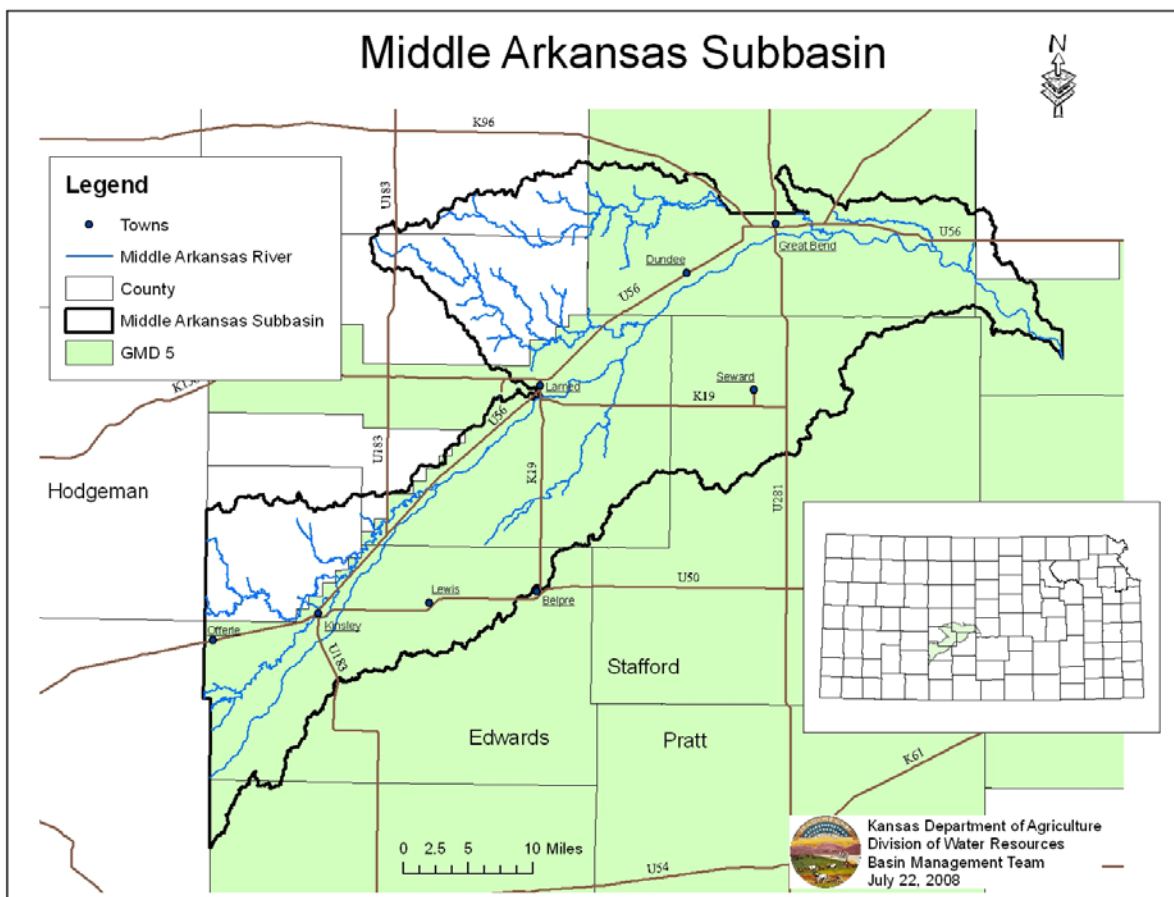 Middle Arkansas Subbasin
N
K96
U183
Legend
Towns
Middle Arkansas River
County
Middle Arkansas Subbasin
GMD 5
U56
Great Bend
Dundee
U56
Larned
Seward
K19
U56
U183
K19
Hodgeman
U281
Lewis
Belpre
U50
Offerle
Kinsley
U183
Stafford
Edwards
Pratt
K61
0 2.5 5 10 Miles
U54
Kansas Department of Agriculture
Division of Water Resources
Basin Management Team
July 22, 2008